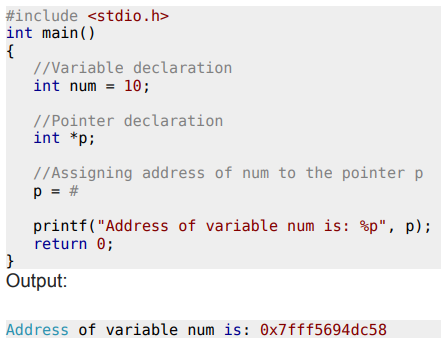 #include <stdio.h>
int main()
{
//Variable declaration
int num = 10;
//Pointer declaration
int *p;
//Assigning address of num to the pointer p
p = #
printf("Address of variable num is: %p", p);
return 0;
}
Output:
Address of variable num is: 0x7fff5694dc58